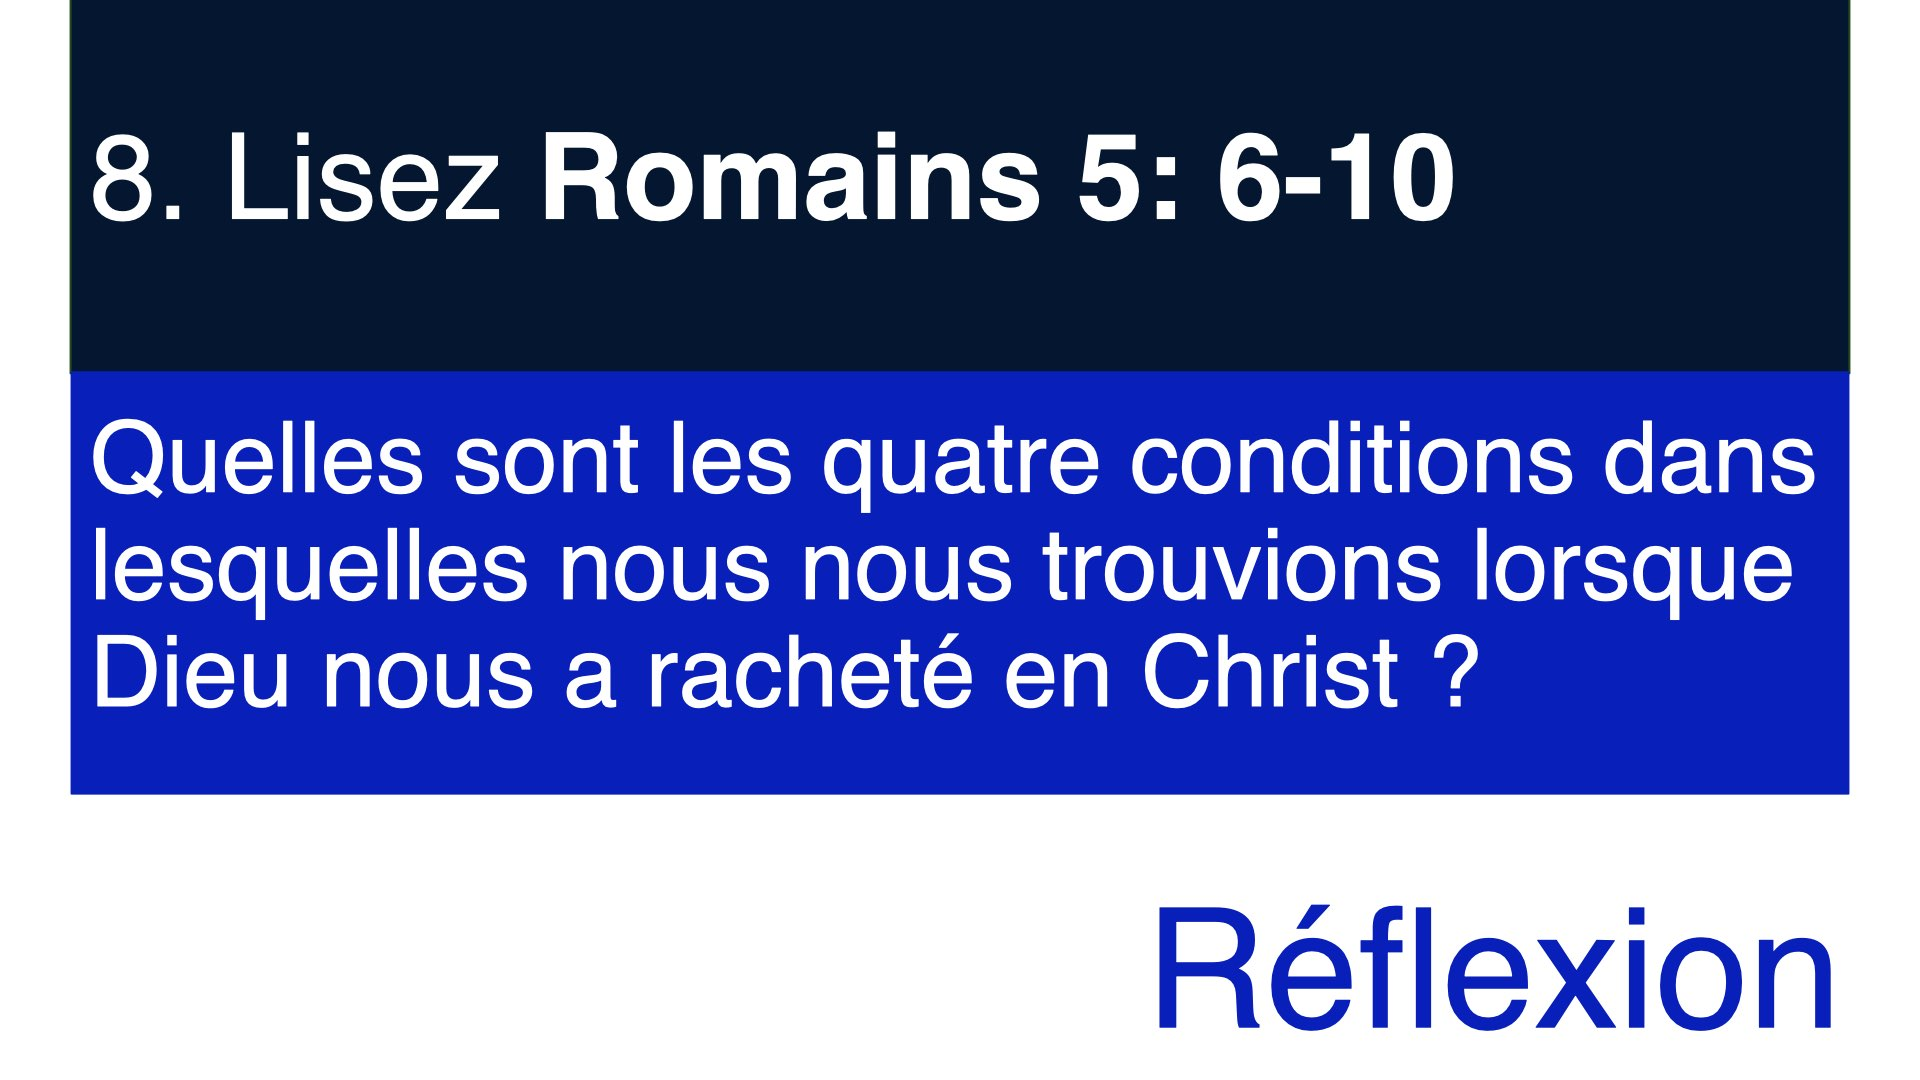 8. Lisez Romains 5: 6-10
Quelles sont les quatre conditions dans
lesquelles nous nous trouvions lorsque
Dieu nous a racheté en Christ ?
Réflexion